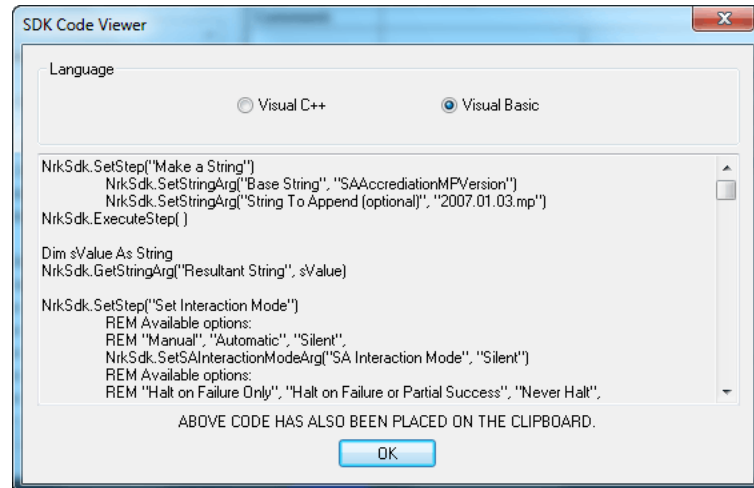 SDK Code Viewer
Language
Visual C++ Visual Basic
NrkSdk.SetStep("Make a String")
NrkSdk.SetStringArg("Base String", "SAAccrediationMPVersion")
NrkSdk.SetStringArg("String To Append (optional)", "2007.01.03.mp")
NrkSdk.ExecuteStep( )
Dim sValue As String
NrkSdk.GetStringArg("Resultant String", sValue)
NrkSdk.SetStep("Set Interaction Mode")
REM Available options:
REM "Manual", "Automatic", "Silent",
NrkSdk.SetSAInteractionModeArg("SA Interaction Mode", "Silent")
REM Available options:
REM "Halt on Failure Only", "Halt on Failure or Partial Success", "Never Halt",
ABOVE CODE HAS ALSO BEEN PLACED ON THE CLIPBOARD.
OK